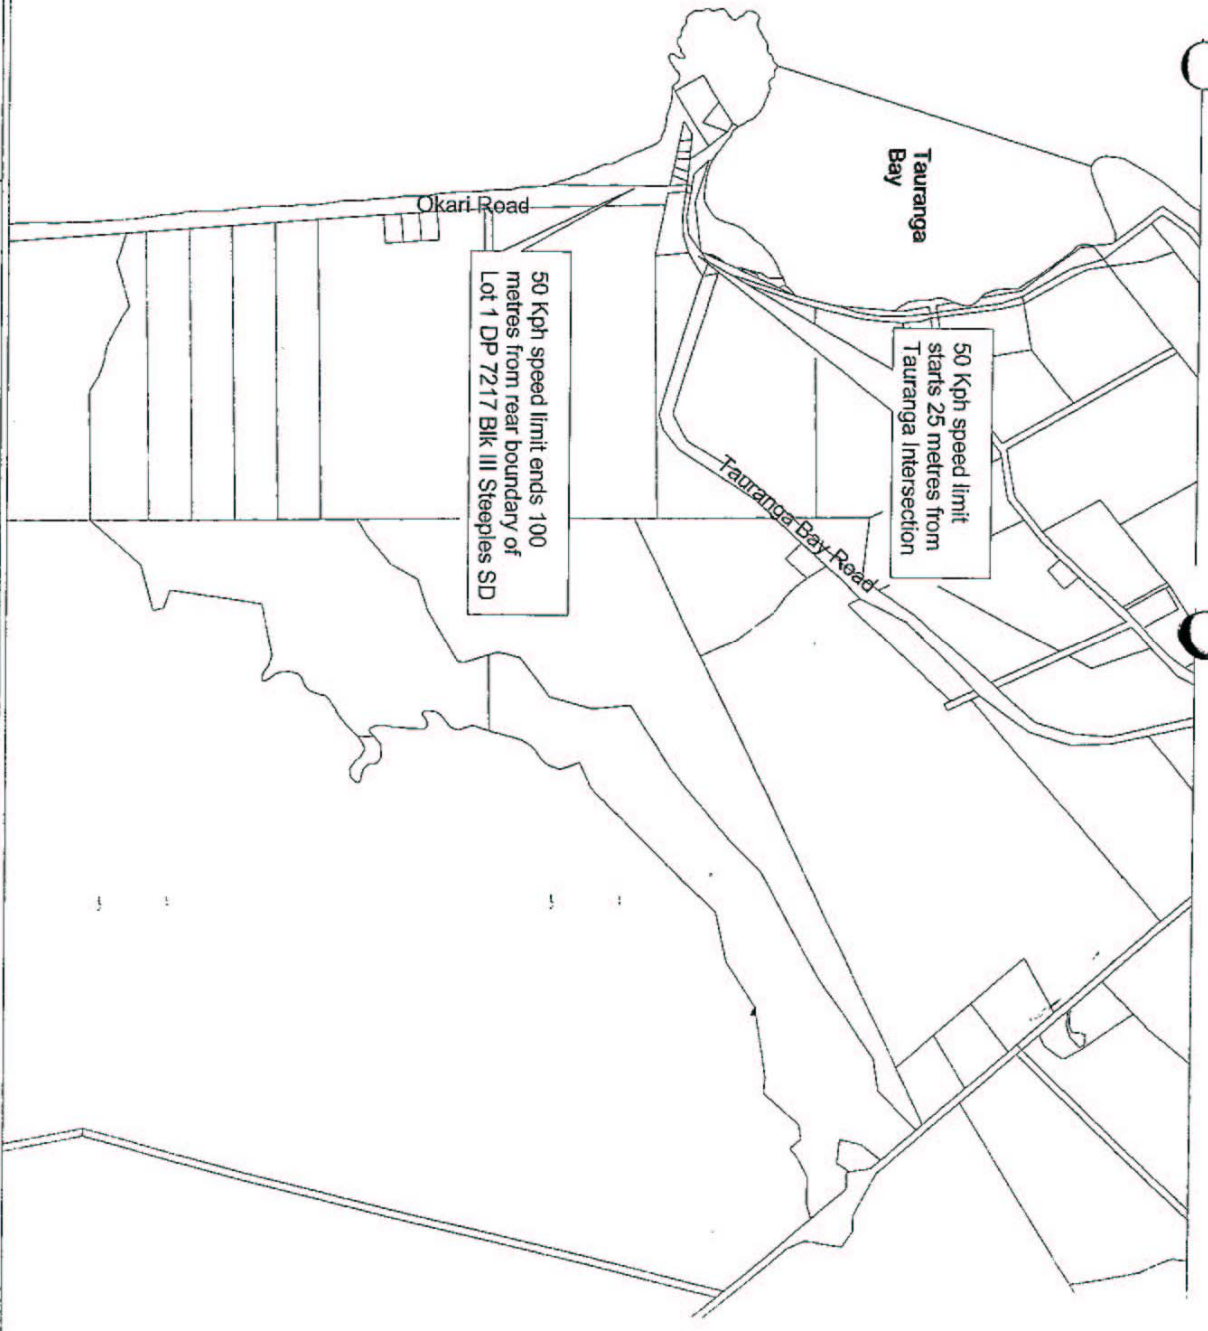 Tauranga
Bay
Okari Road
50 Kph speed limit
starts 25 metres from
Tauranga Intersection
50 Kph speed limit ends 100
metres from rear boundary of
Lot 1 DP 7217 Blk III Steeples SD
Tauranga Bay Road